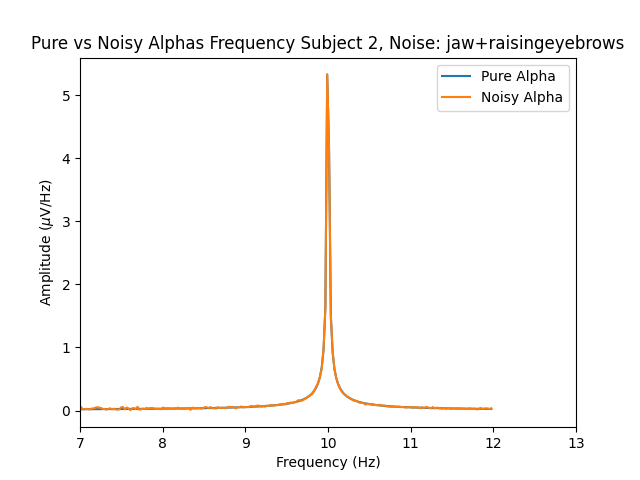 Pure vs Noisy Alphas Frequency Subject 2, Noise: jaw+raisingeyebrows
Pure Alpha
Noisy Alpha
Amplitude (μV/Hz)
5
4
3
2
1
0
7 8 9 10 11 12 13
Frequency (Hz)